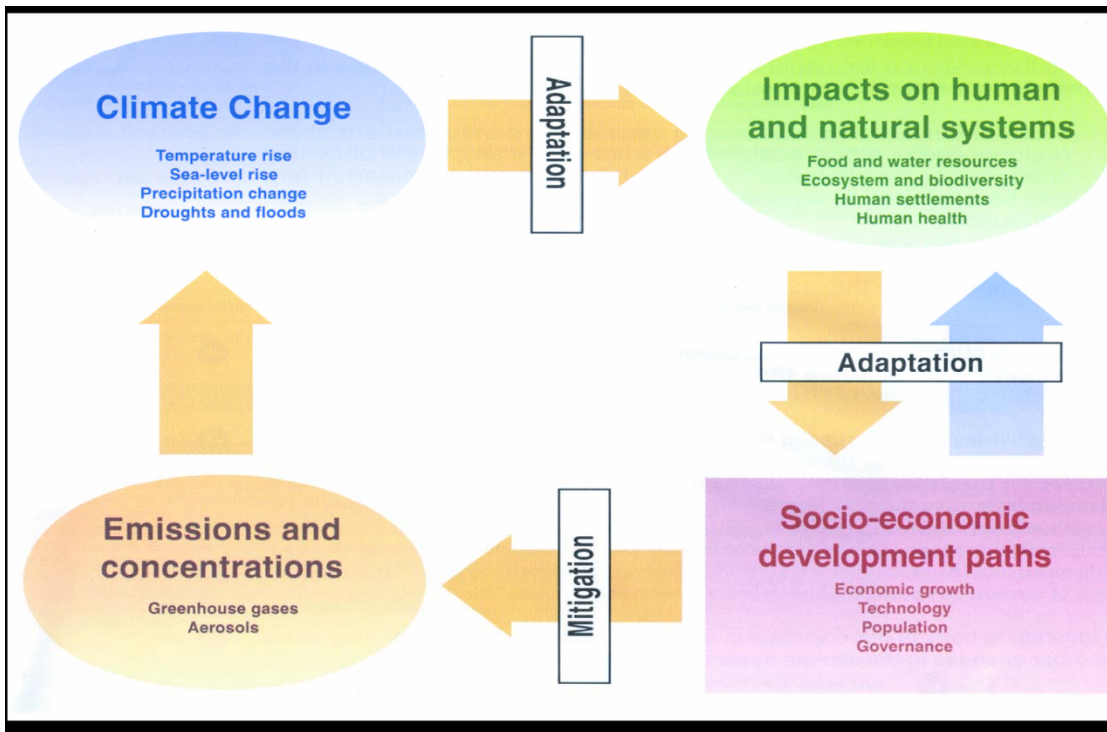 Climate Change
Temperature rise
Sea-level rise
Precipitation change
Droughts and floods
Adaptation
Impacts on human
and natural systems
Food and water resources
Ecosystem and biodiversity
Human settlements
Human health
Adaptation
Emissions and
concentrations
Greenhouse gases
Aerosols
Mitigation
Socio-economic
development paths
Economic growth
Technology
Population
Governance